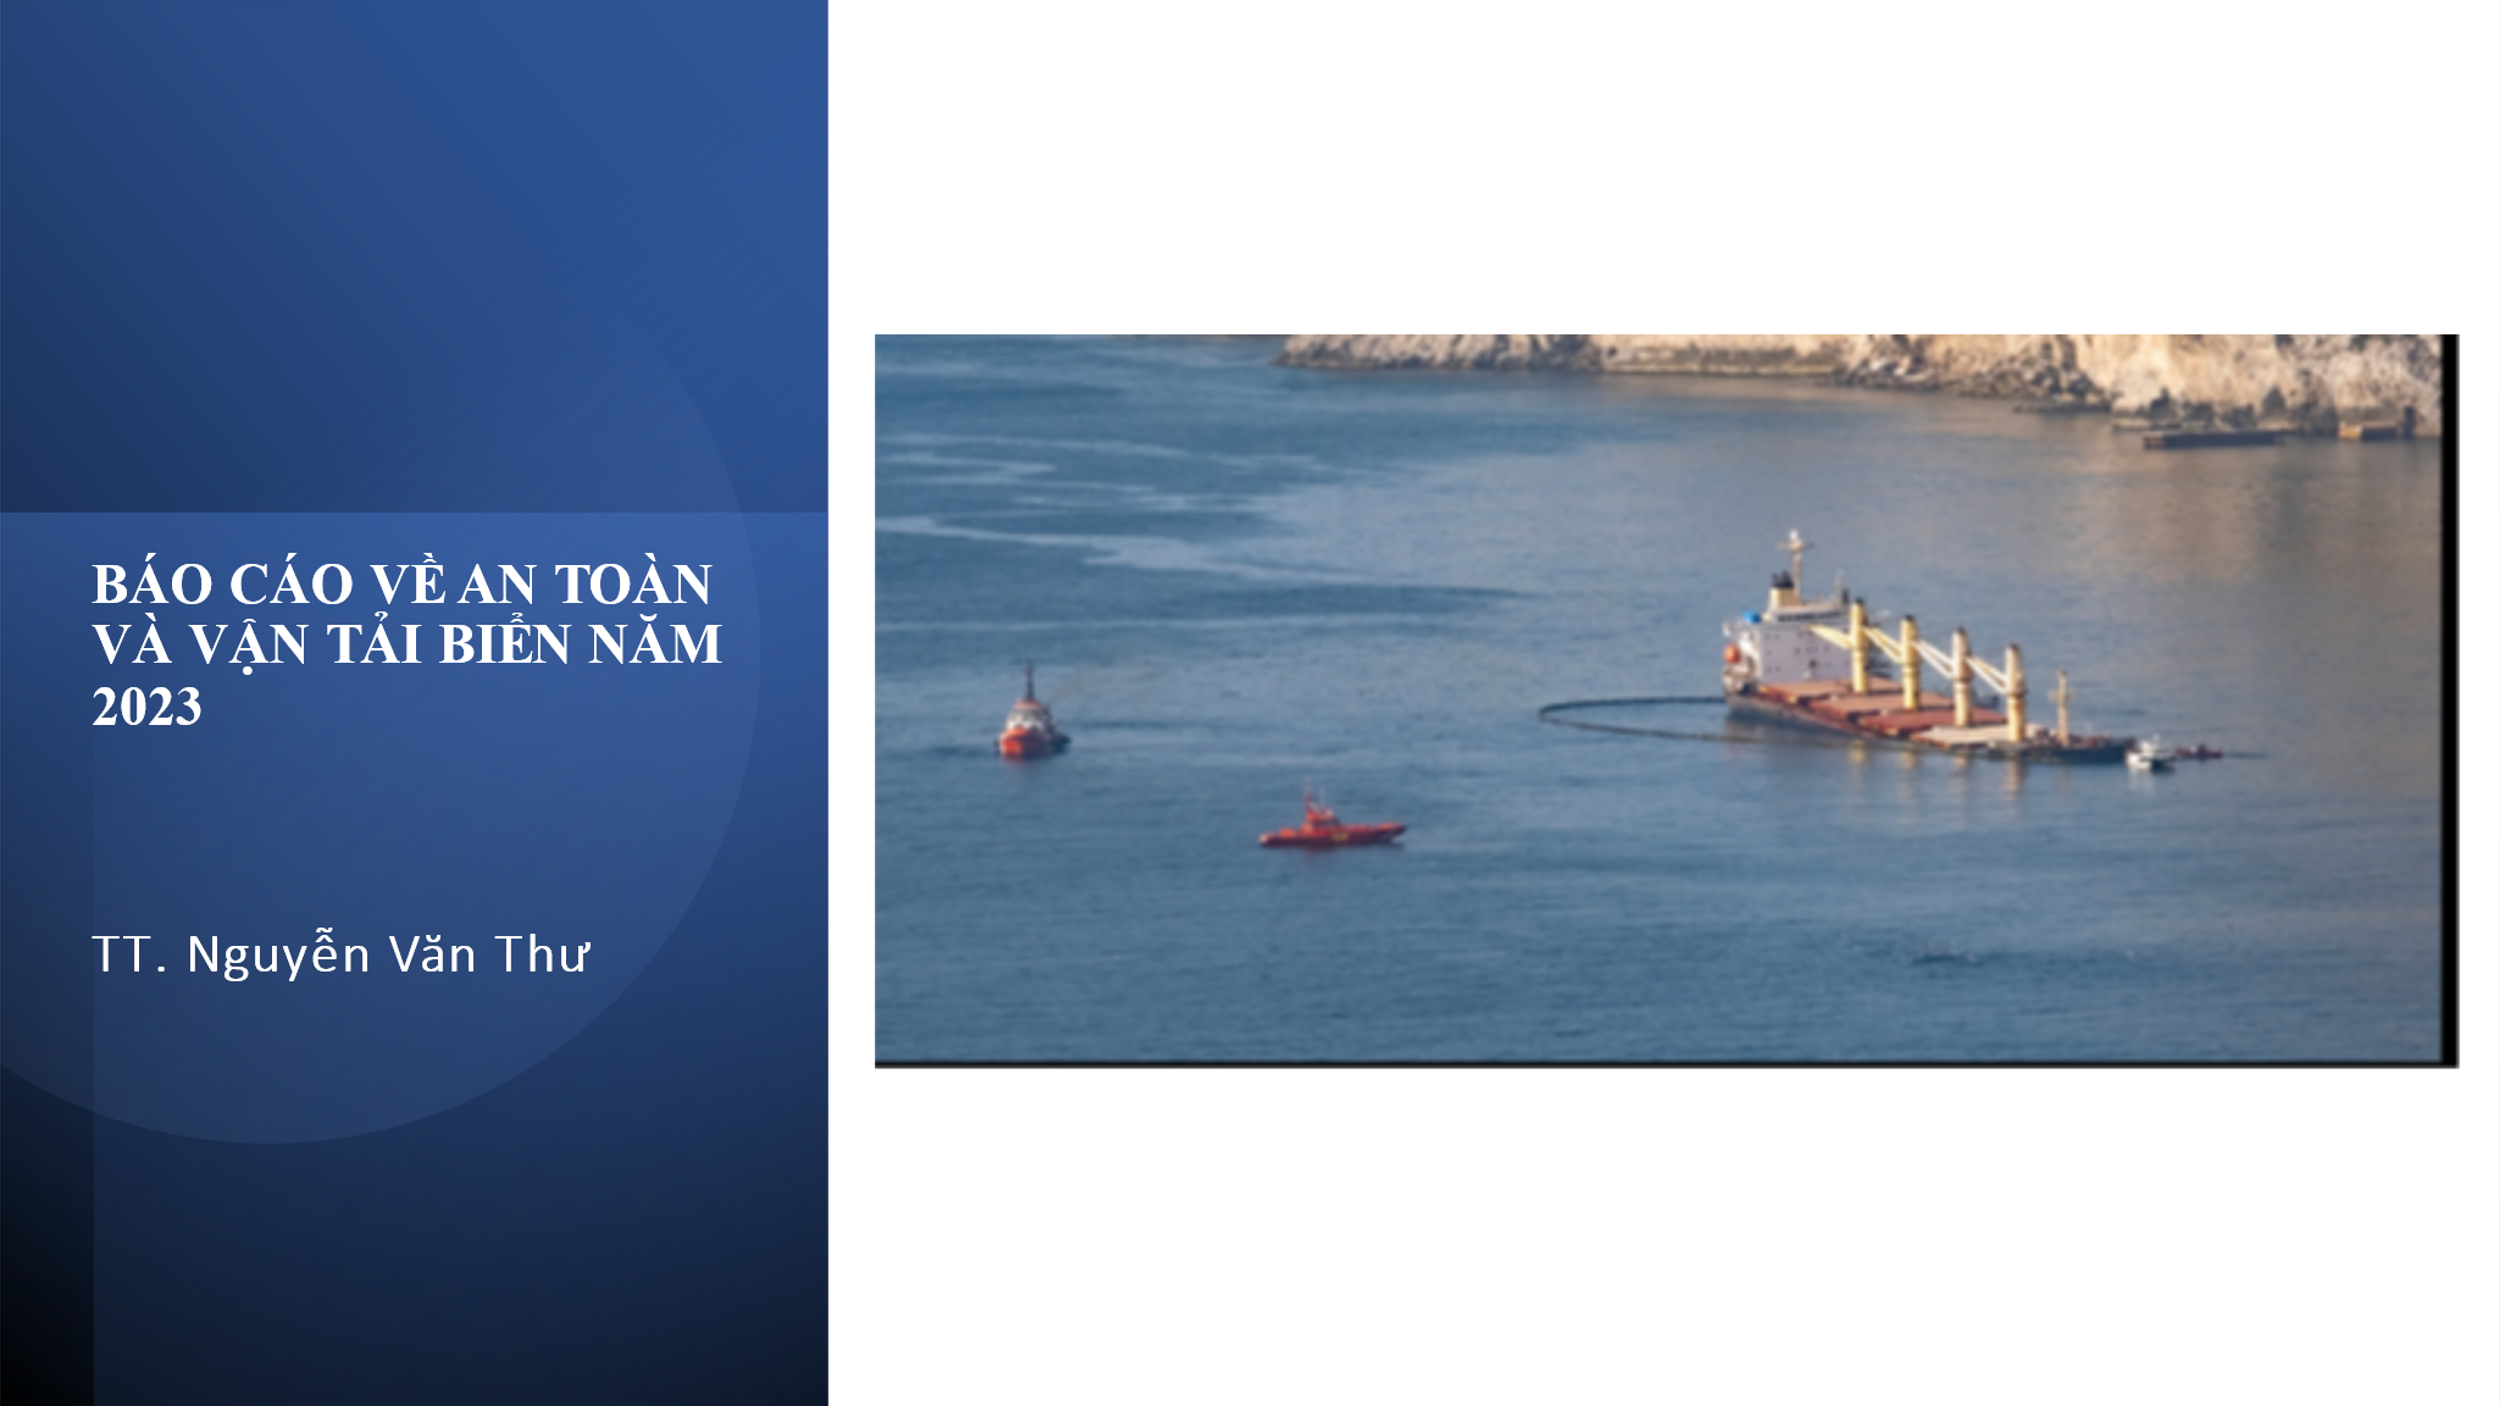 BÁO CÁO VỀ AN TOÀN
VÀ VẬN TẢI BIỂN NĂM
2023
TT. Nguyễn Văn Thư